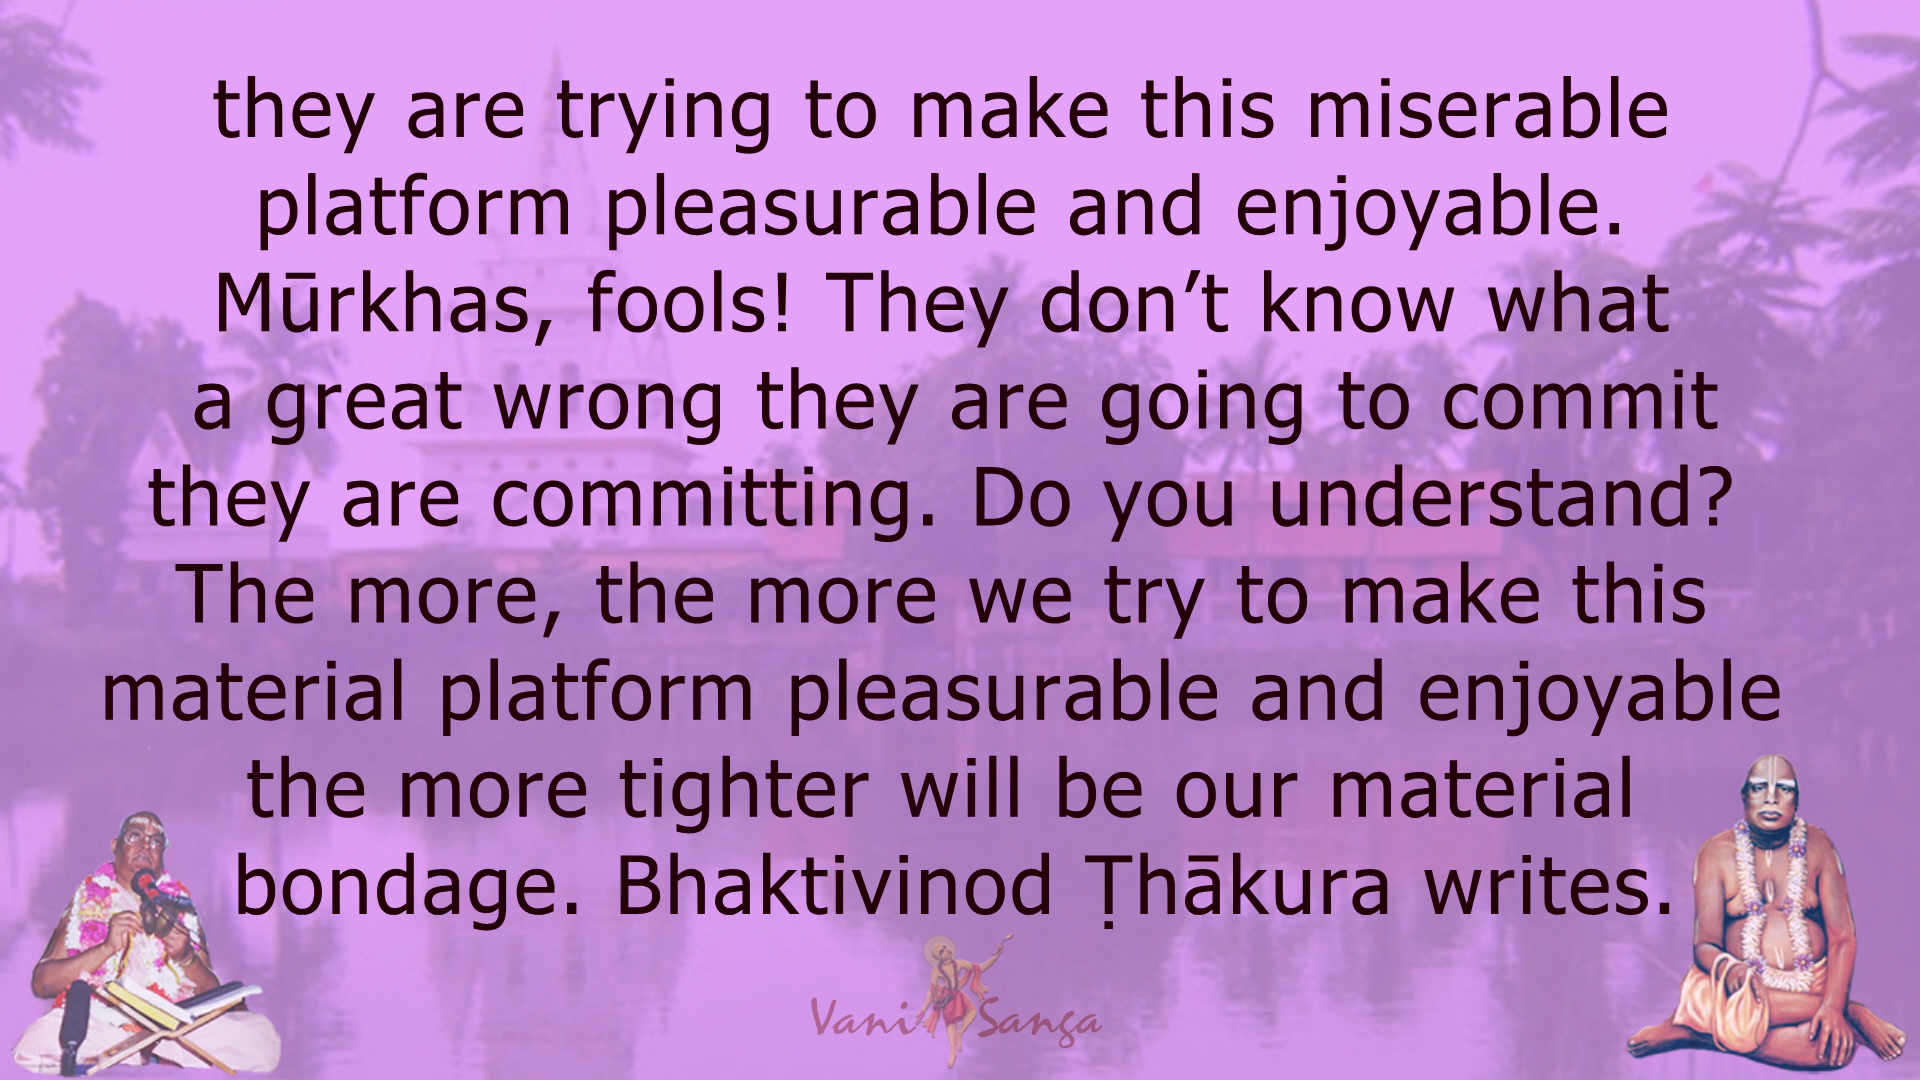 they are trying to make this miserable
platform pleasurable and enjoyable.
Mūrkhas, fools! They don’t know what
a great wrong they are going to commit
they are committing. Do you understand?
The more, the more we try to make this
material platform pleasurable and enjoyable
the more tighter will be our material
bondage. Bhaktivinod Ṭhākura writes.
Vani Sanga